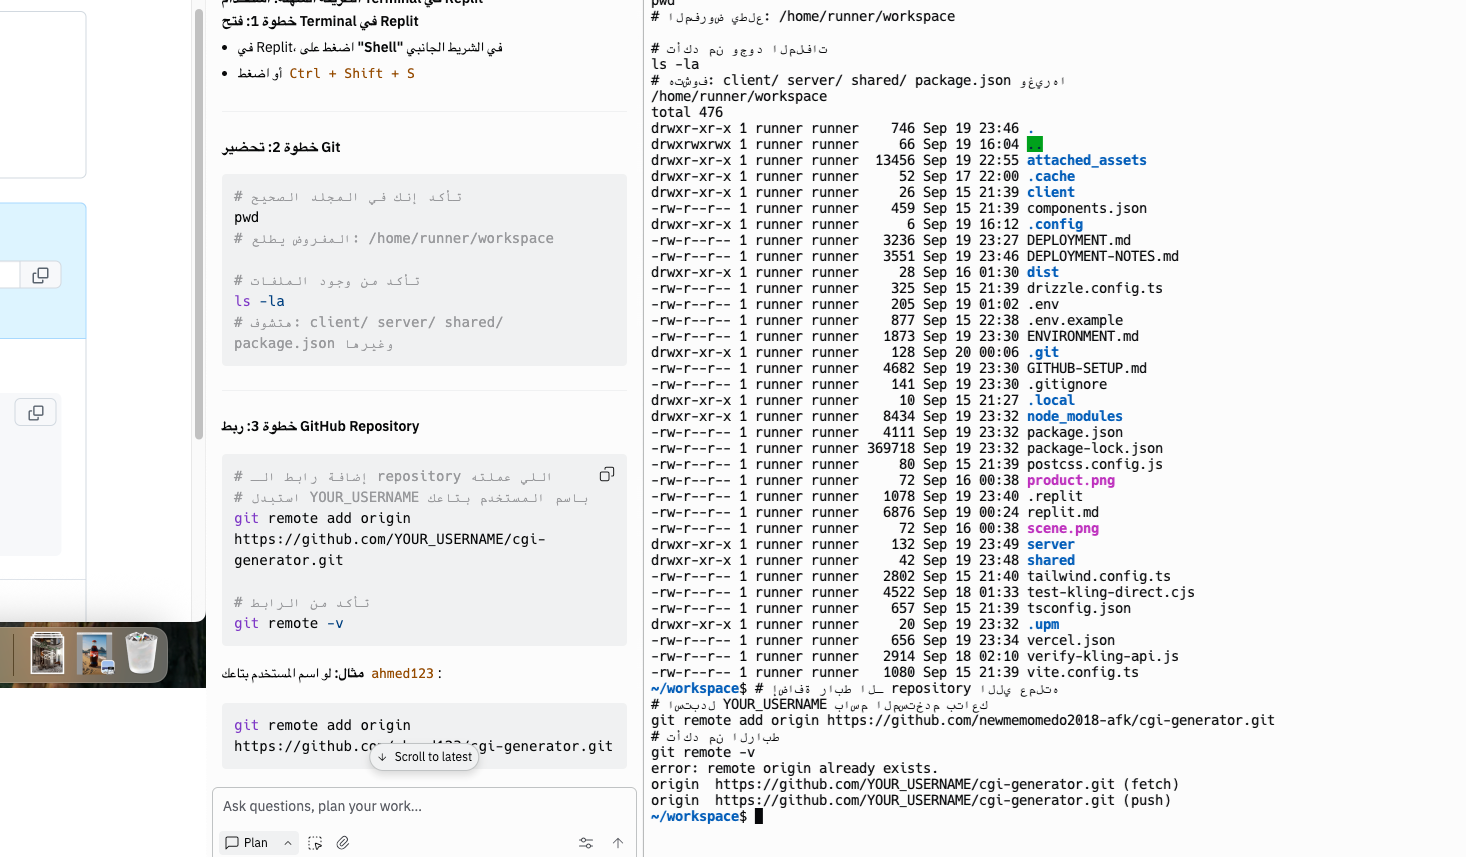 الطريقة السهلة: استخدام Terminal في Replit
خطوة 1: فتح Terminal في Replit
في Replit، اضغط على "Shell" في الشريط الجانبي
أو اضغط Ctrl + Shift + S
خطوة 2: تحضير Git
# تأكد إنك في المجلد الصحيح
pwd
# المفروض يطلع: /home/runner/workspace
# تأكد من وجود الملفات
ls -la
# هتشوف: client/ server/ shared/
package.json وغيرها
خطوة 3: ربط GitHub Repository
# إضافة رابط الـ repository اللي عملته
# استبدل YOUR_USERNAME باسم المستخدم بتاعك
git remote add origin
https://github.com/YOUR_USERNAME/cgi-
generator.git
# تأكد من الرابط
git remote -v
مثال: لو اسم المستخدم بتاعك ahmed123:
git remote add origin
https://github.com/ahmed123/cgi-generator.git
Scroll to latest
Ask questions, plan your work...
Plan
pwd
# المفروض يطلع: /home/runner/workspace
# تأكد من وجود الملفات
ls -la
# هتشوف: client/ server/ shared/ package.json وغيرها
/home/runner/workspace
total 476
drwxr-xr-x 1 runner runner    746 Sep 19 23:46 .
drwxrwxrwx 1 runner runner     66 Sep 19 16:04 ..
drwxr-xr-x 1 runner runner  13456 Sep 19 22:55 attached_assets
drwxr-xr-x 1 runner runner     52 Sep 17 22:00 .cache
drwxr-xr-x 1 runner runner     26 Sep 15 21:39 client
-rw-r--r-- 1 runner runner    459 Sep 15 21:39 components.json
drwxr-xr-x 1 runner runner      6 Sep 19 16:12 .config
-rw-r--r-- 1 runner runner   3236 Sep 19 23:27 DEPLOYMENT.md
-rw-r--r-- 1 runner runner   3551 Sep 19 23:46 DEPLOYMENT-NOTES.md
drwxr-xr-x 1 runner runner     28 Sep 16 01:30 dist
-rw-r--r-- 1 runner runner    325 Sep 15 21:39 drizzle.config.ts
-rw-r--r-- 1 runner runner    205 Sep 19 01:02 .env
-rw-r--r-- 1 runner runner    877 Sep 15 22:38 .env.example
-rw-r--r-- 1 runner runner   1873 Sep 19 23:30 ENVIRONMENT.md
drwxr-xr-x 1 runner runner    128 Sep 20 00:06 .git
-rw-r--r-- 1 runner runner   4682 Sep 19 23:30 GITHUB-SETUP.md
-rw-r--r-- 1 runner runner    141 Sep 19 23:30 .gitignore
drwxr-xr-x 1 runner runner     10 Sep 15 21:27 .local
drwxr-xr-x 1 runner runner   8434 Sep 19 23:32 node_modules
-rw-r--r-- 1 runner runner   4111 Sep 19 23:32 package.json
-rw-r--r-- 1 runner runner 369718 Sep 19 23:32 package-lock.json
-rw-r--r-- 1 runner runner     80 Sep 15 21:39 postcss.config.js
-rw-r--r-- 1 runner runner     72 Sep 16 00:38 product.png
-rw-r--r-- 1 runner runner   1078 Sep 19 23:40 .replit
-rw-r--r-- 1 runner runner   6876 Sep 19 00:24 replit.md
-rw-r--r-- 1 runner runner     72 Sep 16 00:38 scene.png
drwxr-xr-x 1 runner runner    132 Sep 19 23:49 server
drwxr-xr-x 1 runner runner     42 Sep 19 23:48 shared
-rw-r--r-- 1 runner runner   2802 Sep 15 21:40 tailwind.config.ts
-rw-r--r-- 1 runner runner   4522 Sep 18 01:33 test-kling-direct.cjs
-rw-r--r-- 1 runner runner    657 Sep 15 21:39 tsconfig.json
drwxr-xr-x 1 runner runner     20 Sep 19 23:32 .upm
-rw-r--r-- 1 runner runner    656 Sep 19 23:34 vercel.json
-rw-r--r-- 1 runner runner   2914 Sep 18 02:10 verify-kling-api.js
-rw-r--r-- 1 runner runner   1080 Sep 15 21:39 vite.config.ts
~/workspace$ # إضافة رابط الـ repository اللي عملته
# استبدل YOUR_USERNAME باسم المستخدم بتاعك
git remote add origin https://github.com/newmemomedo2018-afk/cgi-generator.git
# تأكد من الرابط
git remote -v
error: remote origin already exists.
origin  https://github.com/YOUR_USERNAME/cgi-generator.git (fetch)
origin  https://github.com/YOUR_USERNAME/cgi-generator.git (push)
~/workspace$